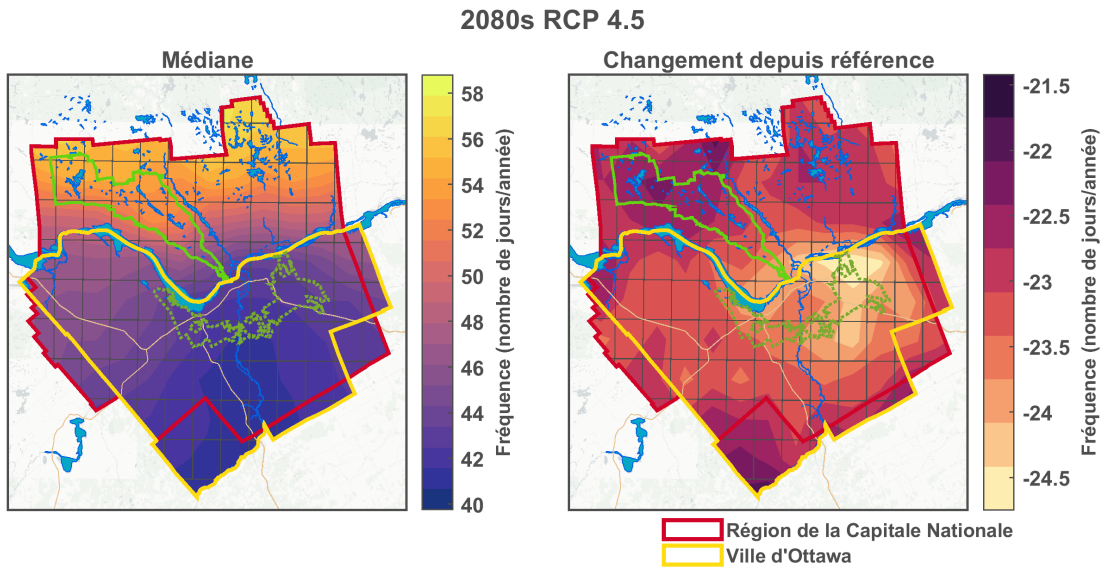 2080s RCP 4.5
Médiane
58
56
54
52
50
48
46
44
42
40
Fréquence (nombre de jours/année)
Changement depuis référence
-21.5
-22
-22.5
-23
-23.5
-24
-24.5
Fréquence (nombre de jours/année)
Région de la Capitale Nationale
Ville d'Ottawa